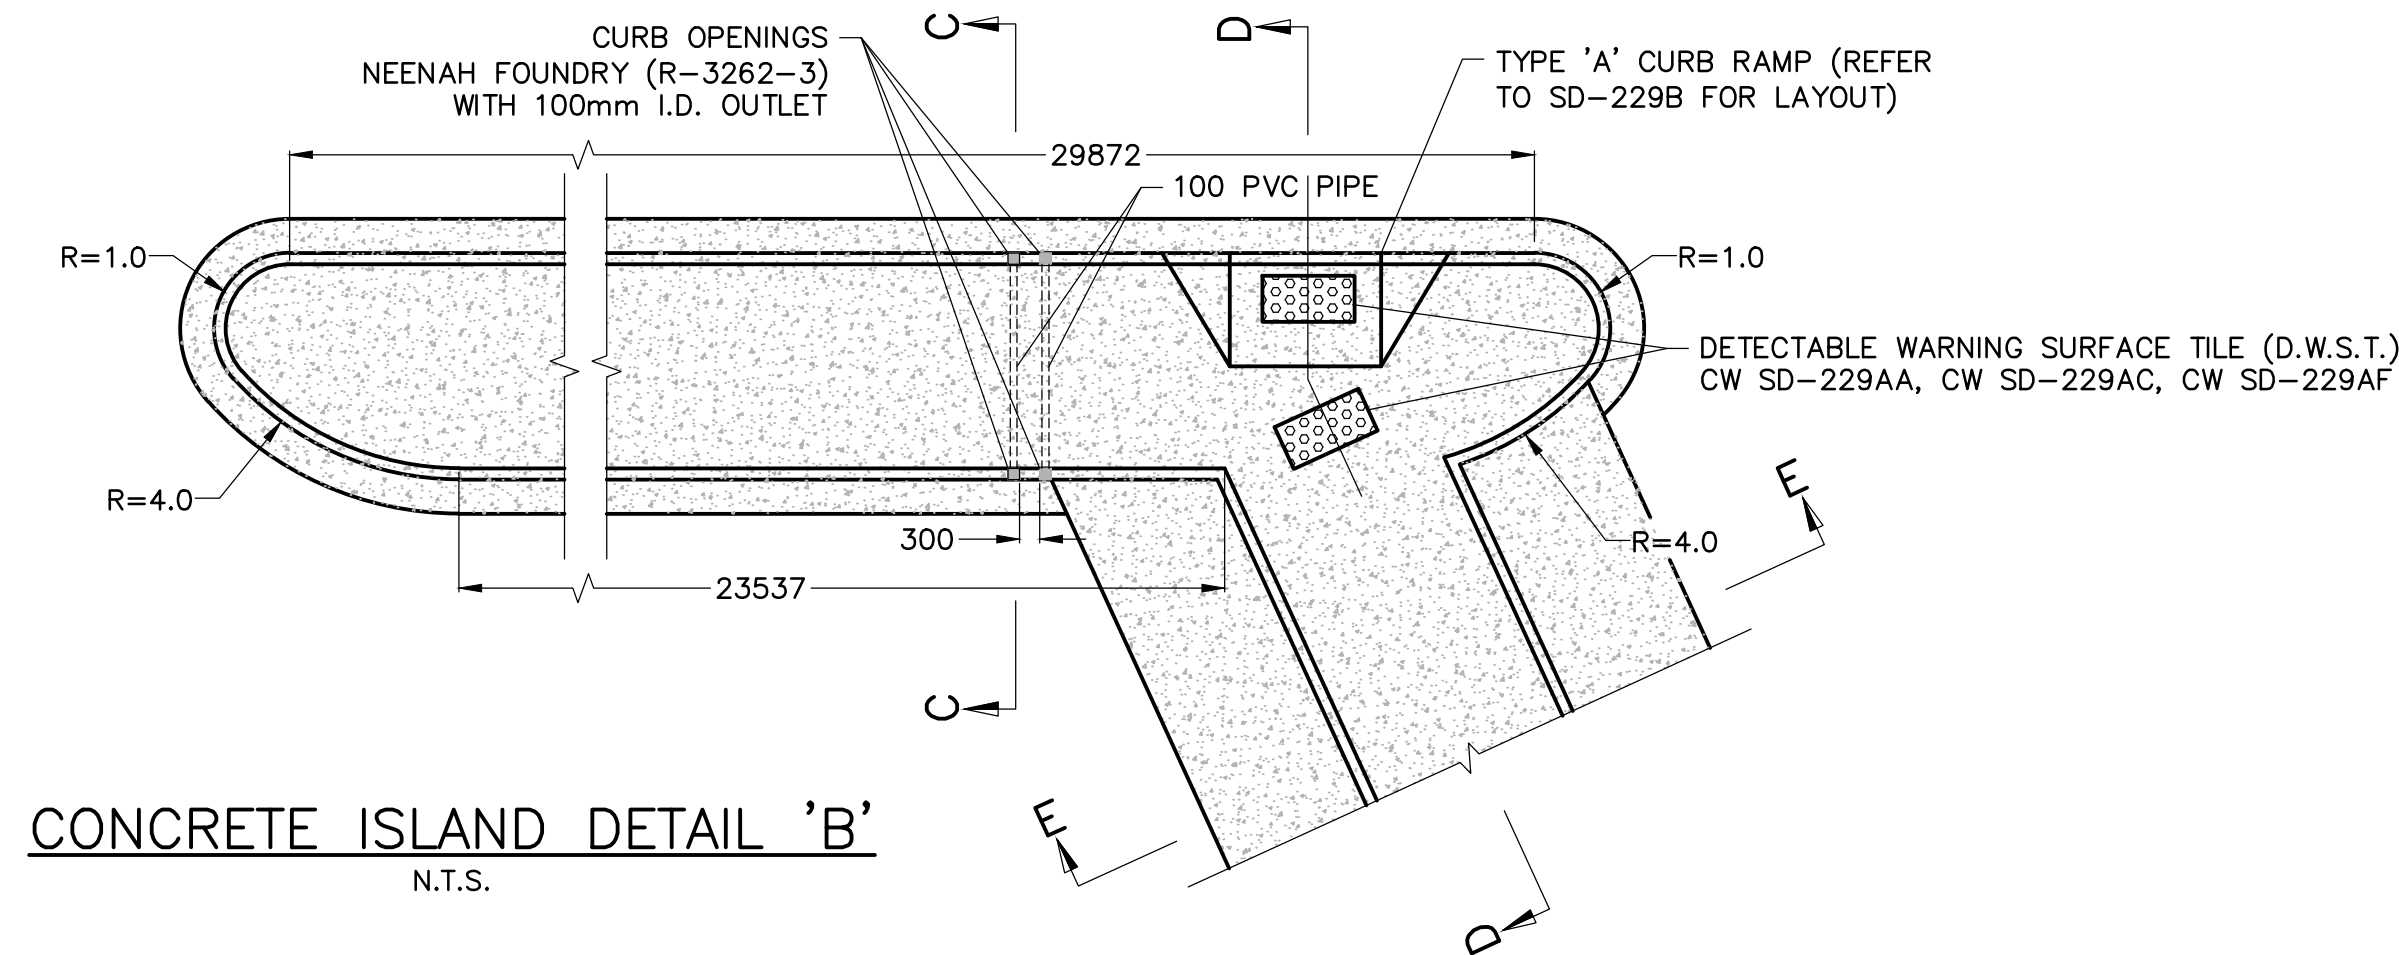 CURB OPENINGS
NEENAH FOUNDRY (R-3262-3)
WITH 100mm I.D. OUTLET
C
D
TYPE 'A' CURB RAMP (REFER
TO SD-229B FOR LAYOUT)
29872
100 PVC PIPE
R=1.0
R=1.0
DETECTABLE WARNING SURFACE TILE (D.W.S.T.)
CW SD-229AA, CW SD-229AC, CW SD-229AF
R=4.0
E
300
R=4.0
23537
C
E
D
CONCRETE ISLAND DETAIL 'B'
N.T.S.